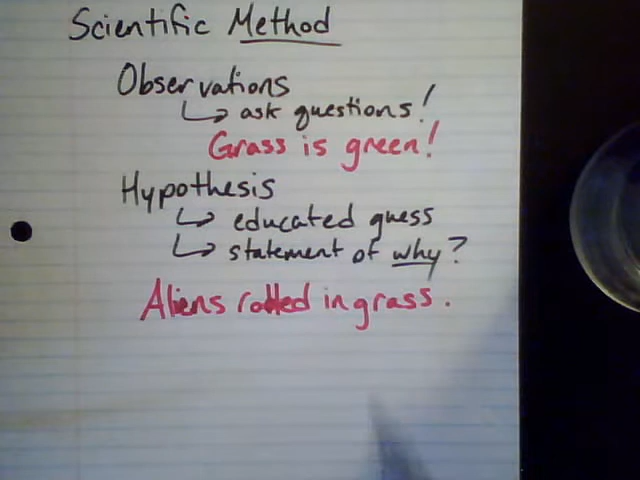 Scientific Method
Observations
↳ ask questions!
Grass is green!
Hypothesis
↳ educated guess
↳ statement of why?
Aliens rolled in grass.